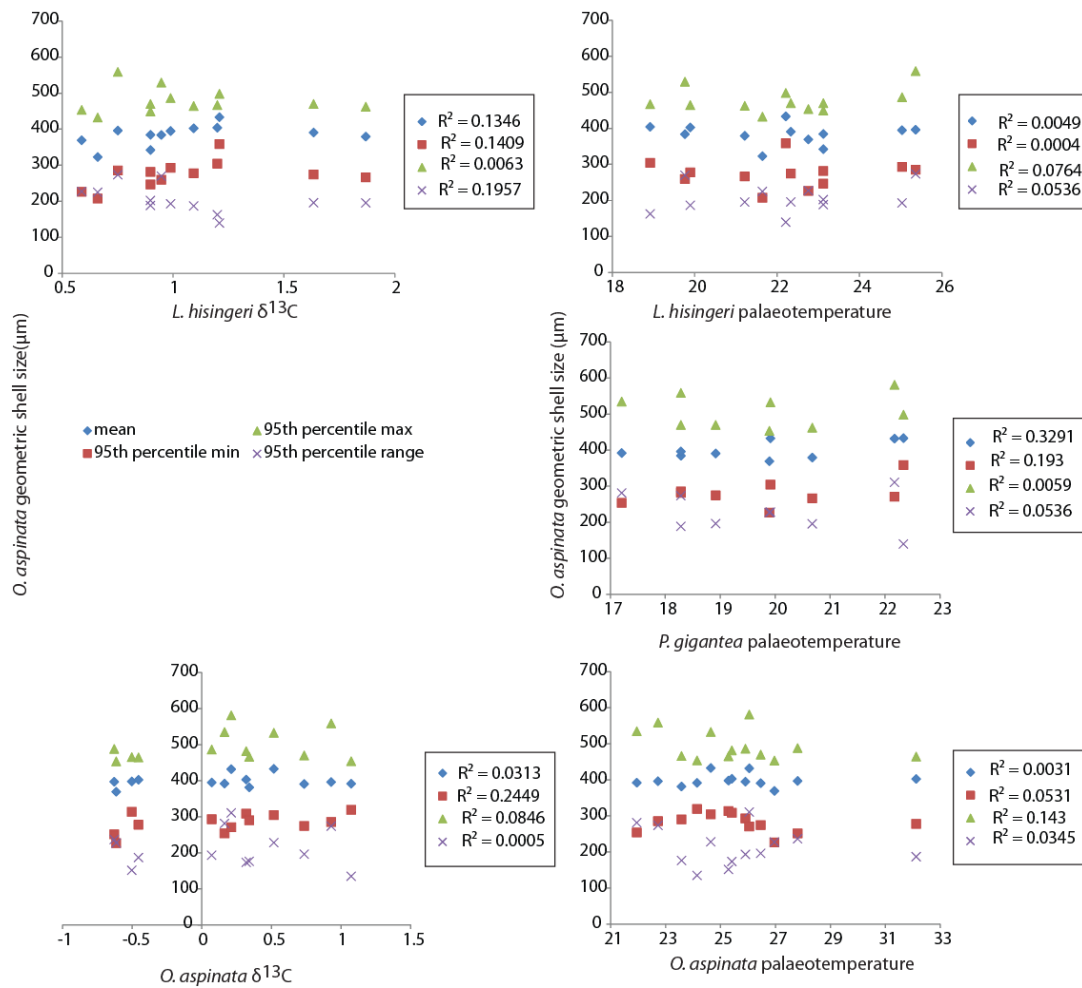 700
600
500
400
300
200
100
0
0.5
1
1.5
2
L. hisingeri δ¹³C
R² = 0.1346
R² = 0.1409
R² = 0.0063
R² = 0.1957
700
600
500
400
300
200
100
0
18
20
22
24
26
L. hisingeri palaeotemperature
R² = 0.0049
R² = 0.0004
R² = 0.0764
R² = 0.0536
O. aspinata geometric shell size(µm)
mean
95th percentile max
95th percentile min
95th percentile range
O. aspinata geometric shell size (µm)
700
600
500
400
300
200
100
0
17
18
19
20
21
22
23
P. gigantea palaeotemperature
R² = 0.3291
R² = 0.193
R² = 0.0059
R² = 0.0536
700
600
500
400
300
200
100
0
-1
-0.5
0
0.5
1
1.5
O. aspinata δ¹³C
R² = 0.0313
R² = 0.2449
R² = 0.0846
R² = 0.0005
700
600
500
400
300
200
100
0
21
23
25
27
29
31
33
O. aspinata palaeotemperature
R² = 0.0031
R² = 0.0531
R² = 0.143
R² = 0.0345